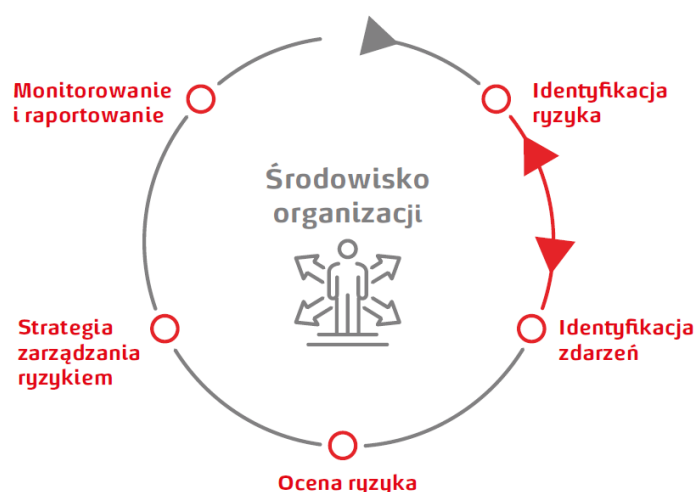 Monitorowanie
i raportowanie
Identyfikacja
ryzyka
Środowisko
organizacji
Strategia
zarządzania
ryzykiem
Identyfikacja
zdarzeń
Ocena ryzyka